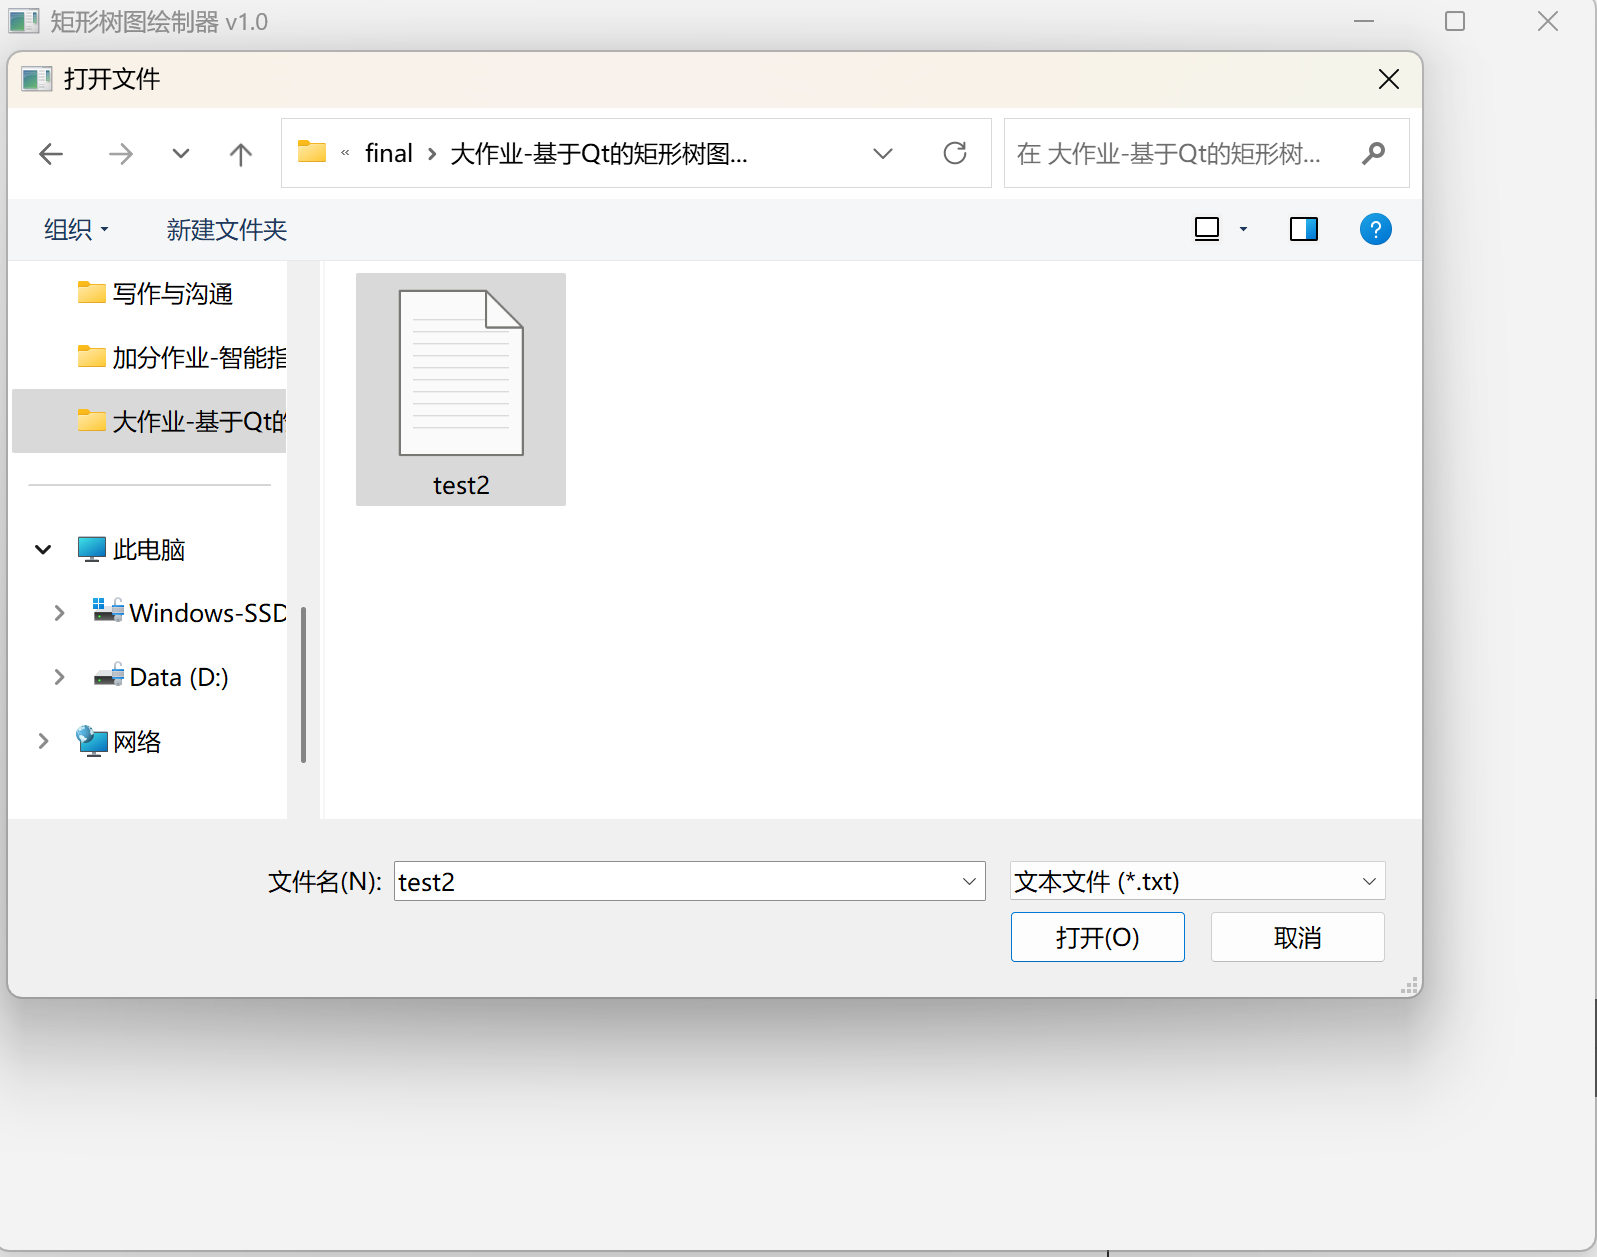 矩形树图绘制器 v1.0
打开文件
« final › 大作业-基于Qt的矩形树图...
在 大作业-基于Qt的矩形树...
组织
新建文件夹
?
写作与沟通
加分作业-智能指
大作业-基于Qt的
test2
此电脑
Windows-SSD
Data (D:)
网络
文件名(N):
test2
文本文件 (*.txt)
打开(O)
取消